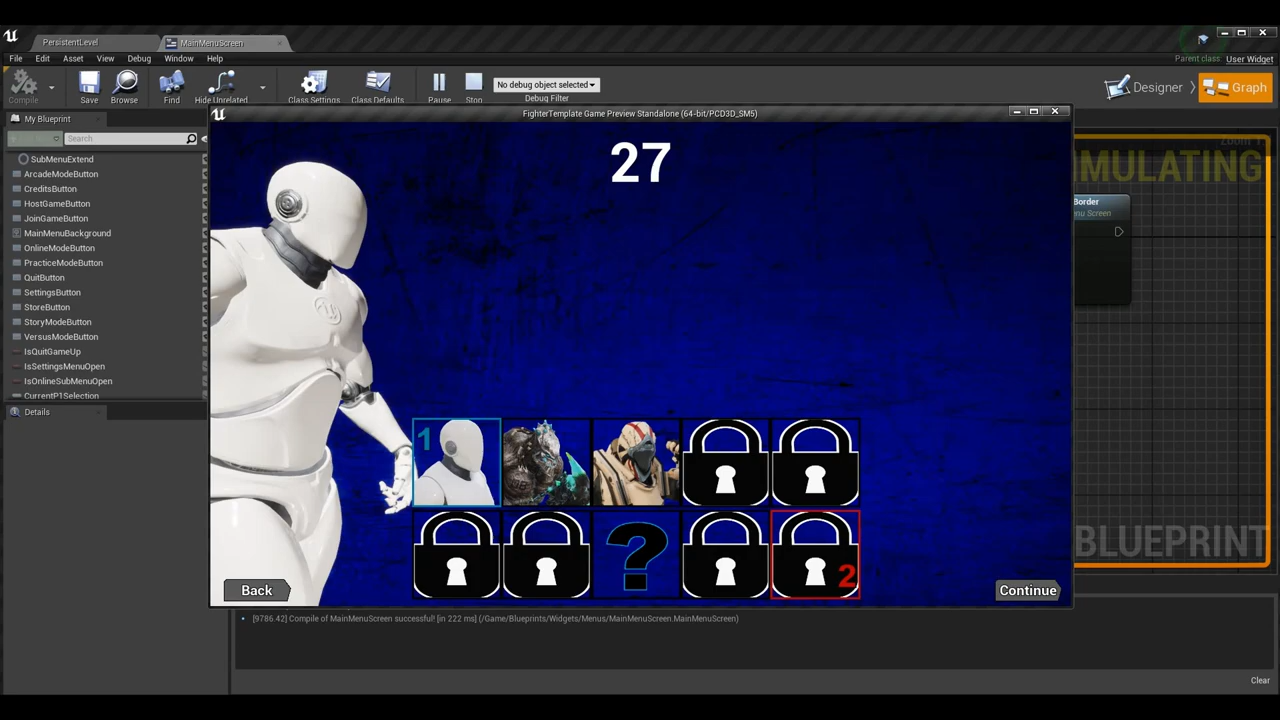 PersistentLevel
MainMenuScreen
Parent class:
User Widget
File Edit Asset View Debug Window Help
Compile
Save
Browse
Find
Hide Unrelated
Class Settings
Class Defaults
Pause
Stop
No debug object selected
Debug Filter
Designer
Graph
My Blueprint
Search
SubMenuExtend
ArcadeModeButton
CreditsButton
HostGameButton
JoinGameButton
MainMenuBackground
OnlineModeButton
PracticeModeButton
QuitButton
SettingsButton
StoreButton
StoryModeButton
VersusModeButton
IsQuitGameUp
IsSettingsMenuOpen
IsOnlineSubMenuOpen
CurrentP1Selection
Details
FighterTemplate Game Preview Standalone (64-bit/PCD3D_SM5)
27
1
?
2
Back
Continue
IMULATING
Border
nu Screen
BLUEPRINT
[9786.42] Compile of MainMenuScreen successful! [in 222 ms] (/Game/Blueprints/Widgets/Menus/MainMenuScreen.MainMenuScreen)
Clear